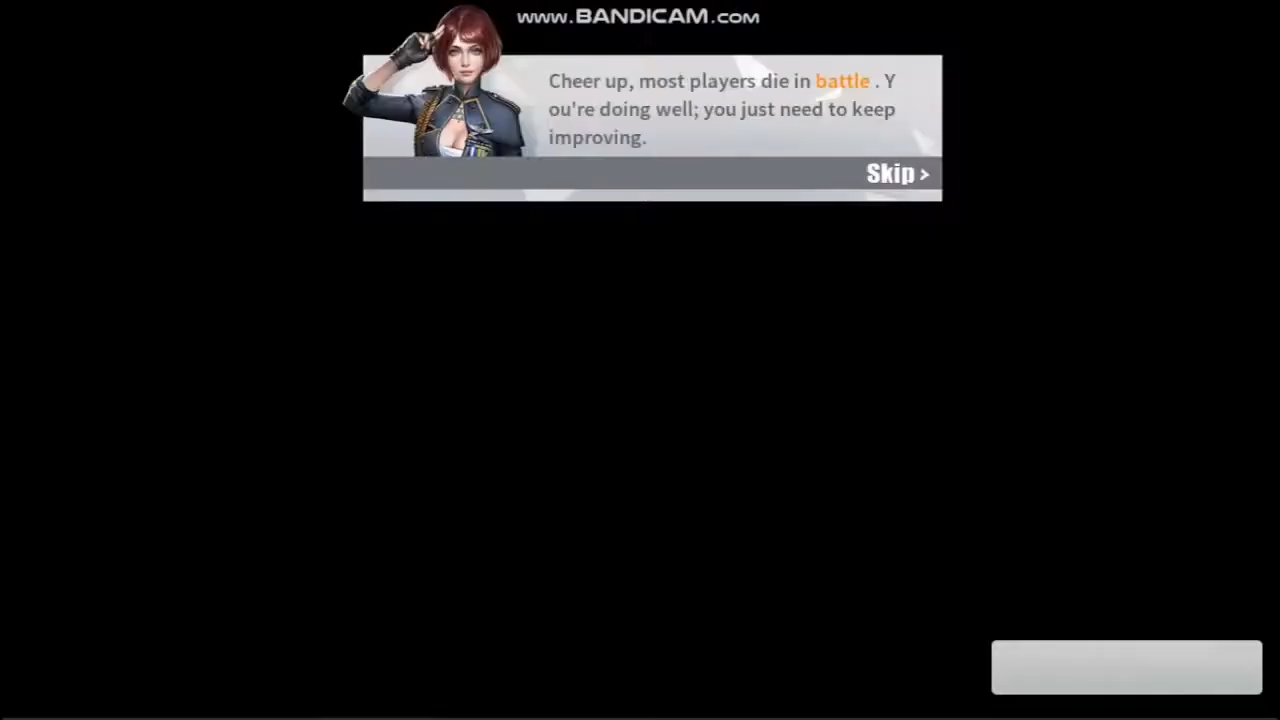 www.BANDICAM.com
Cheer up, most players die in battle . Y
ou're doing well; you just need to keep
improving.
Skip >